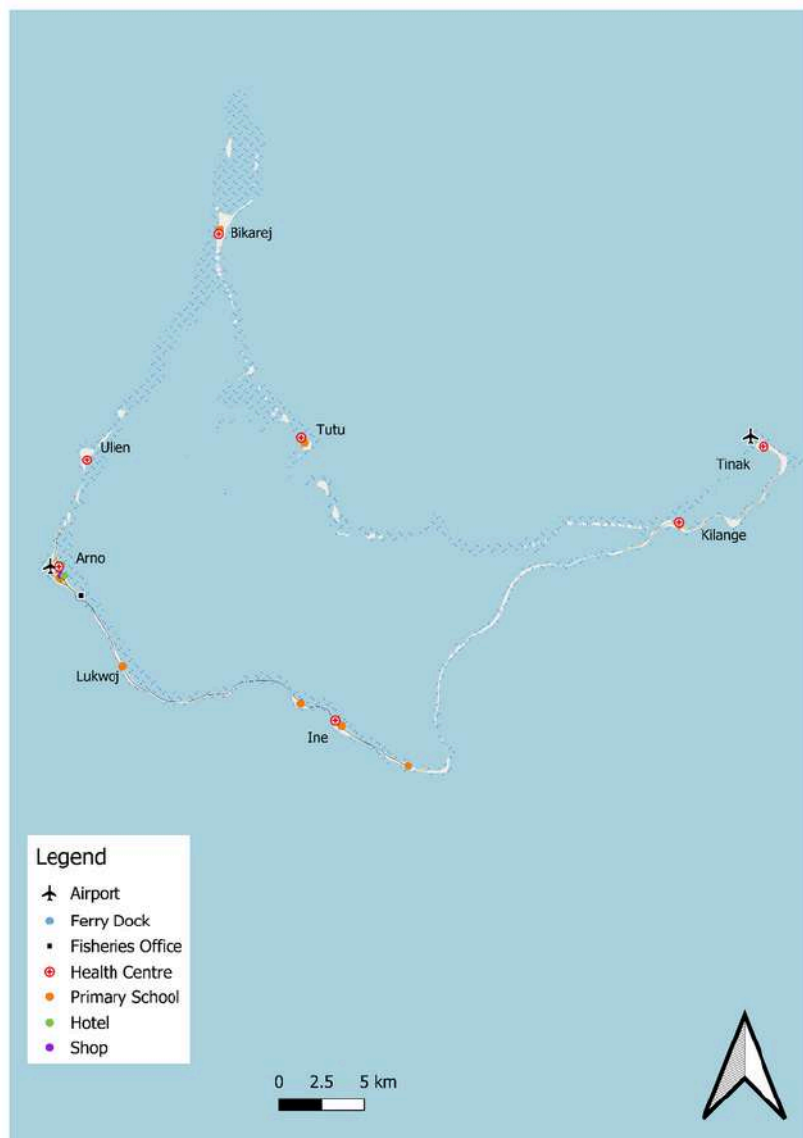 Bikarej
Tutu
Ulien
Tinak
Kilange
Arno
Lukwoj
Ine
Legend
Airport
Ferry Dock
Fisheries Office
Health Centre
Primary School
Hotel
Shop
0 2.5 5 km